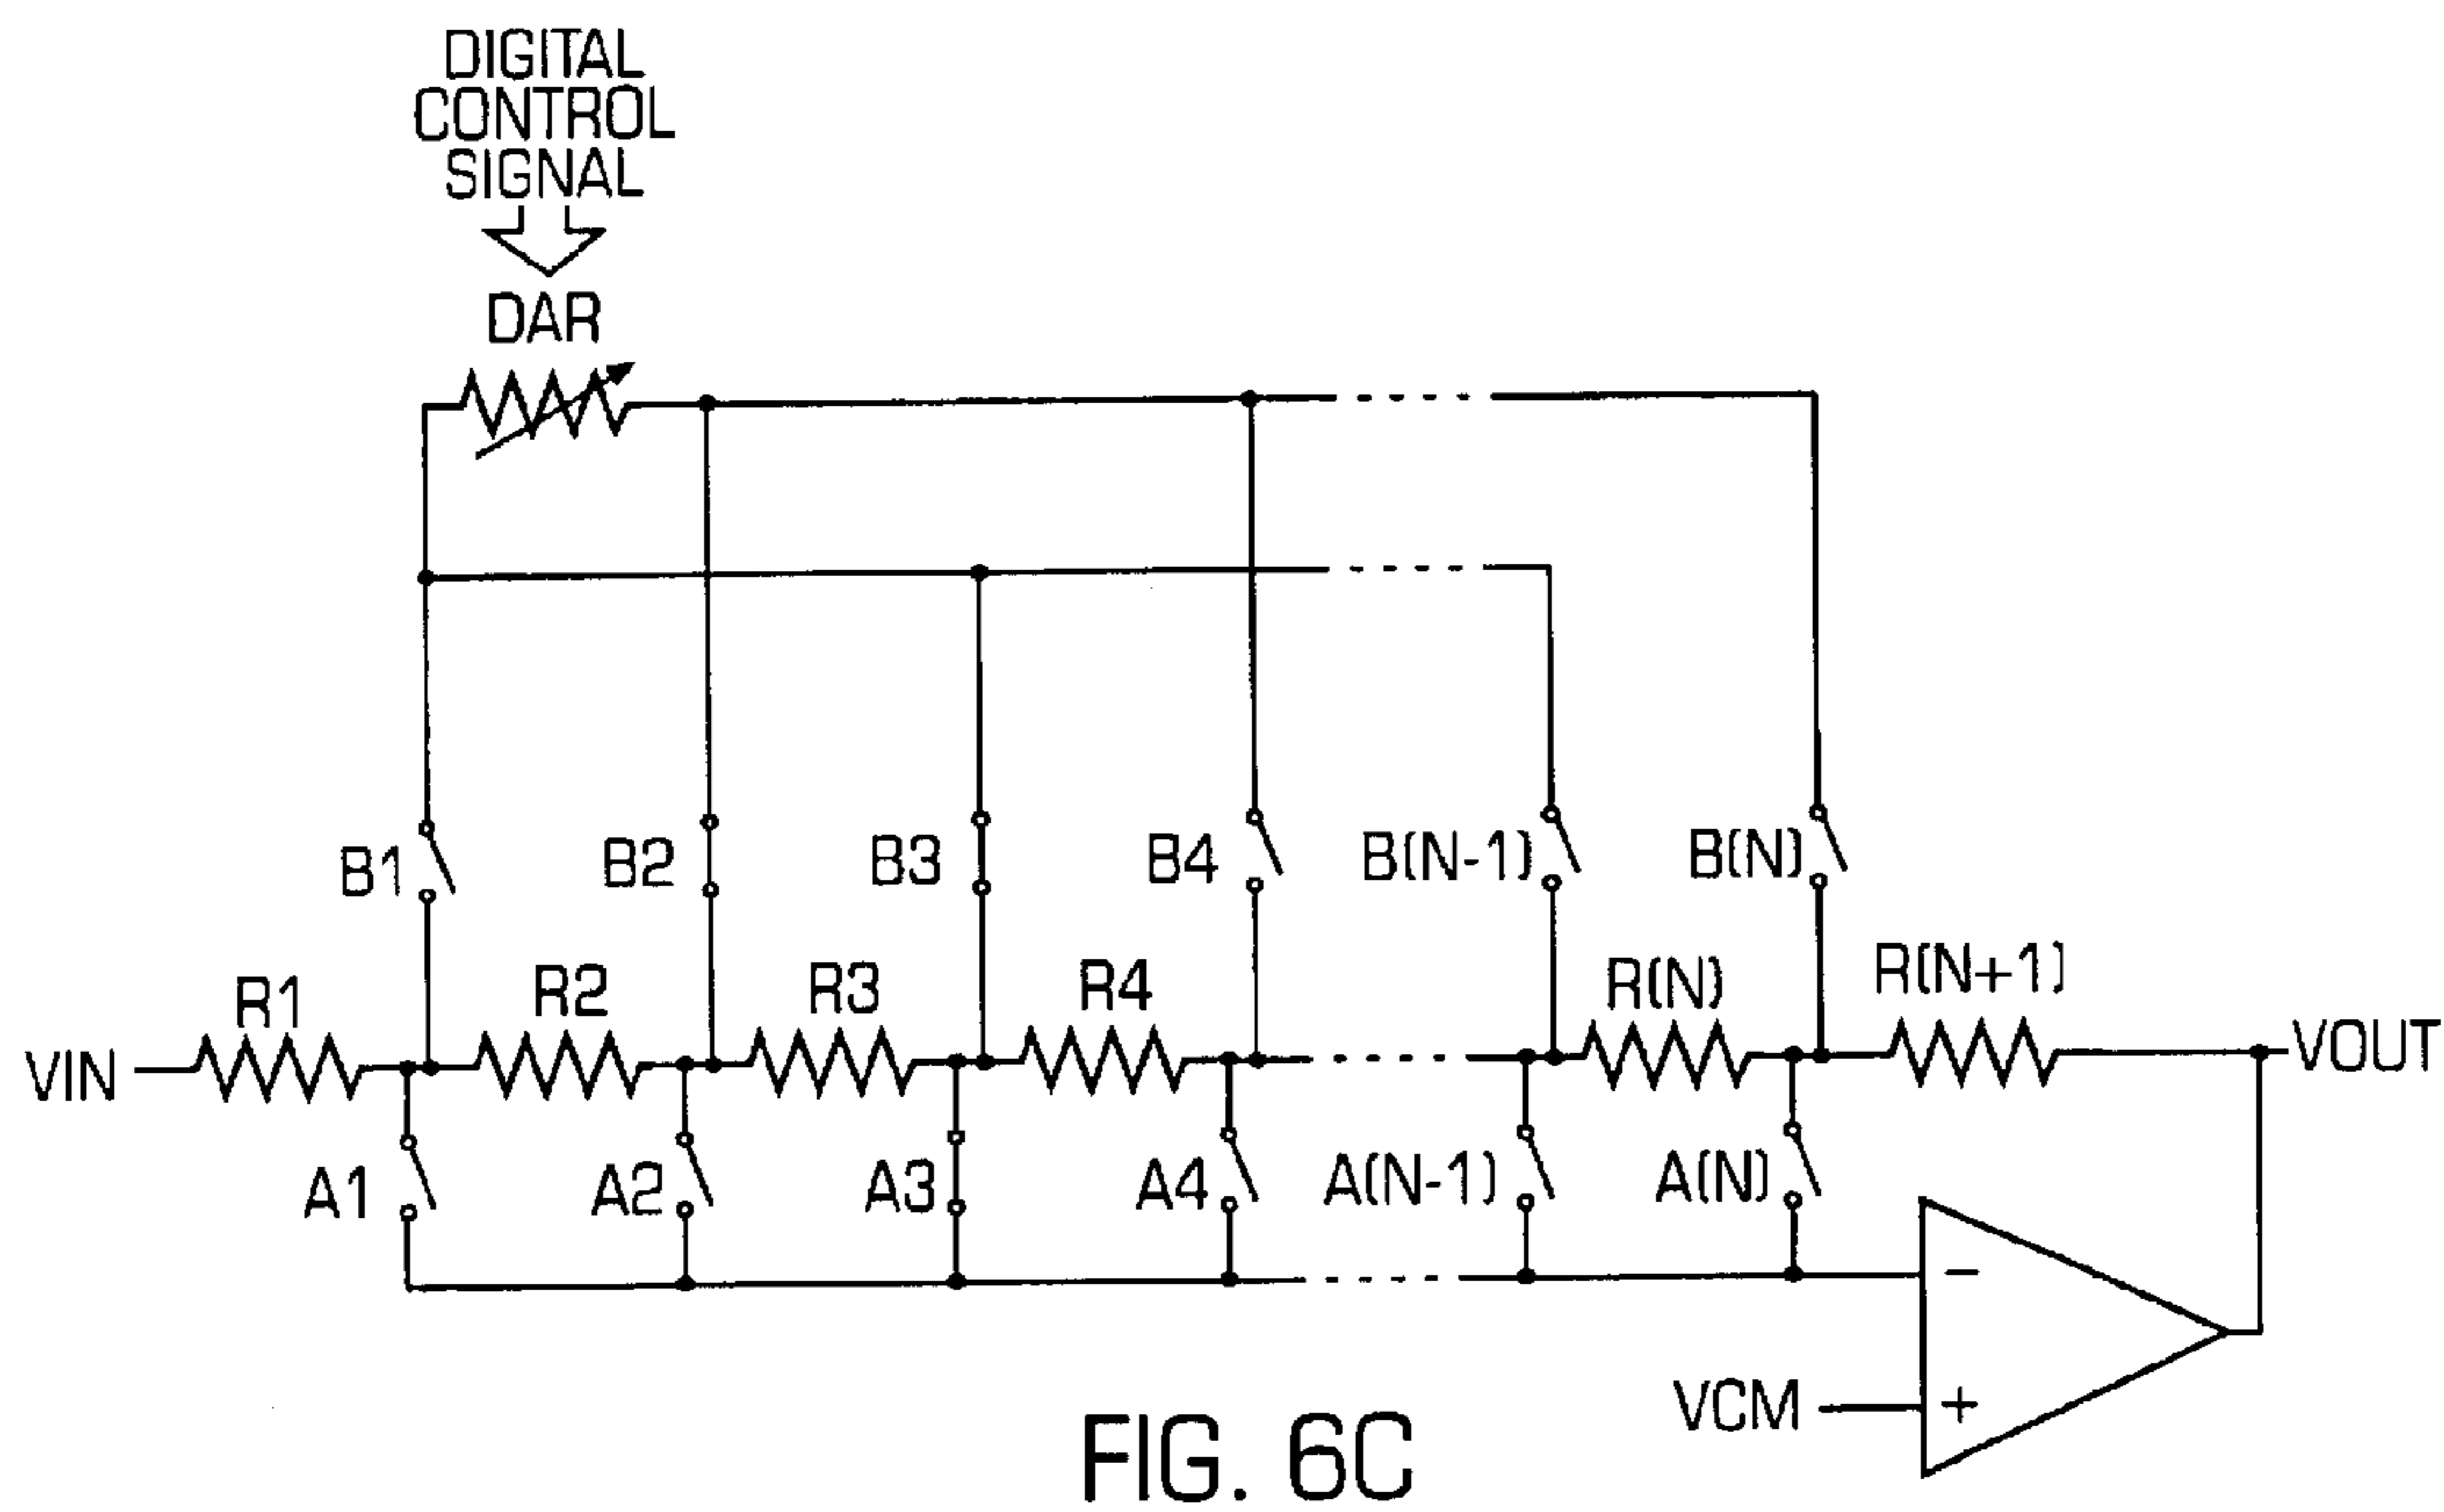 DIGITAL
CONTROL
SIGNAL
DAR
B1
B2
B3
B4
B(N-1)
B(N)
R1
R2
R3
R4
R(N)
R(N+1)
VIN
VOUT
A1
A2
A3
A4
A(N-1)
A(N)
−
VCM
+
FIG. 6C